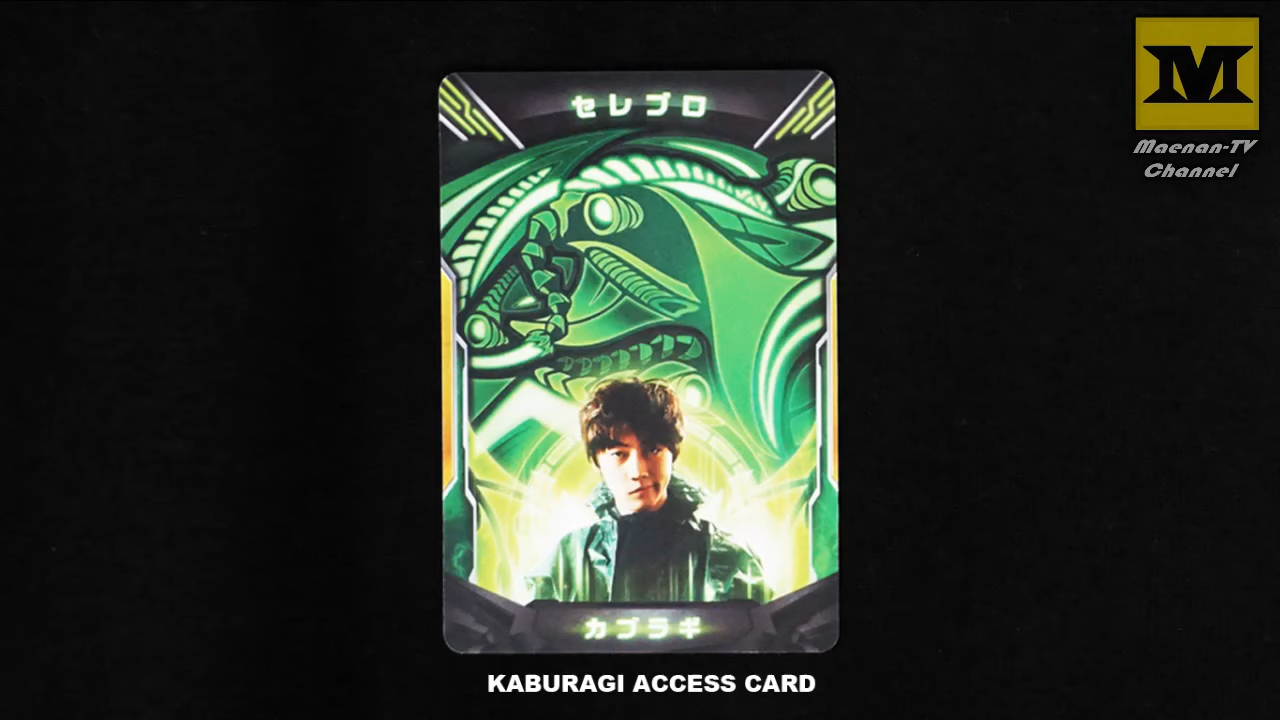 M
Maenan-TV
Channel
セレブロ
カブラギ
KABURAGI ACCESS CARD